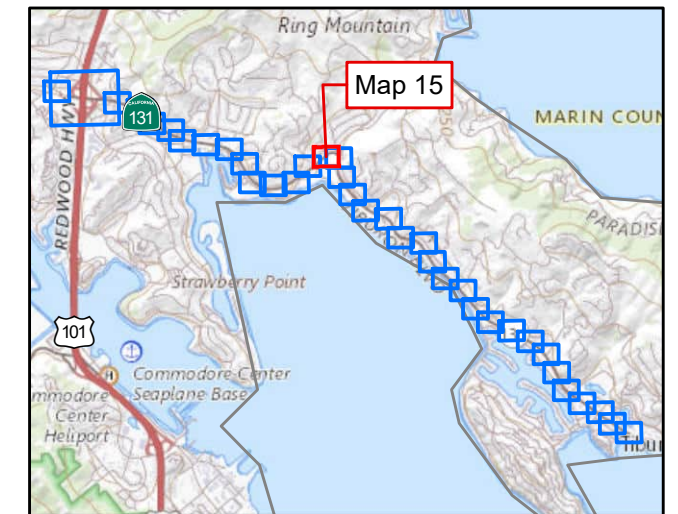 Ring Mountain
Map 15
CALIFORNIA
131
MARIN COUN
REDWOOD HWY
PARADIS
Strawberry Point
101
Commodore Center
Seaplane Base
mmodore
Center
Heliport
H
Tibu